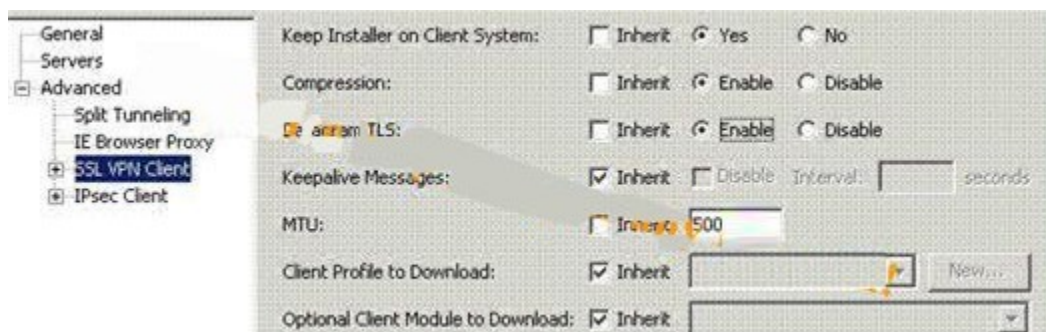 General
Servers
Advanced
Split Tunneling
IE Browser Proxy
SSL VPN Client
IPsec Client
Keep Installer on Client System: Inherit Yes No
Compression: Inherit Enable Disable
TLS: Inherit Enable Disable
Keepalive Messages: Inherit Disable Interval: seconds
MTU: 500
Client Profile to Download: Inherit New...
Optional Client Module to Download: Inherit